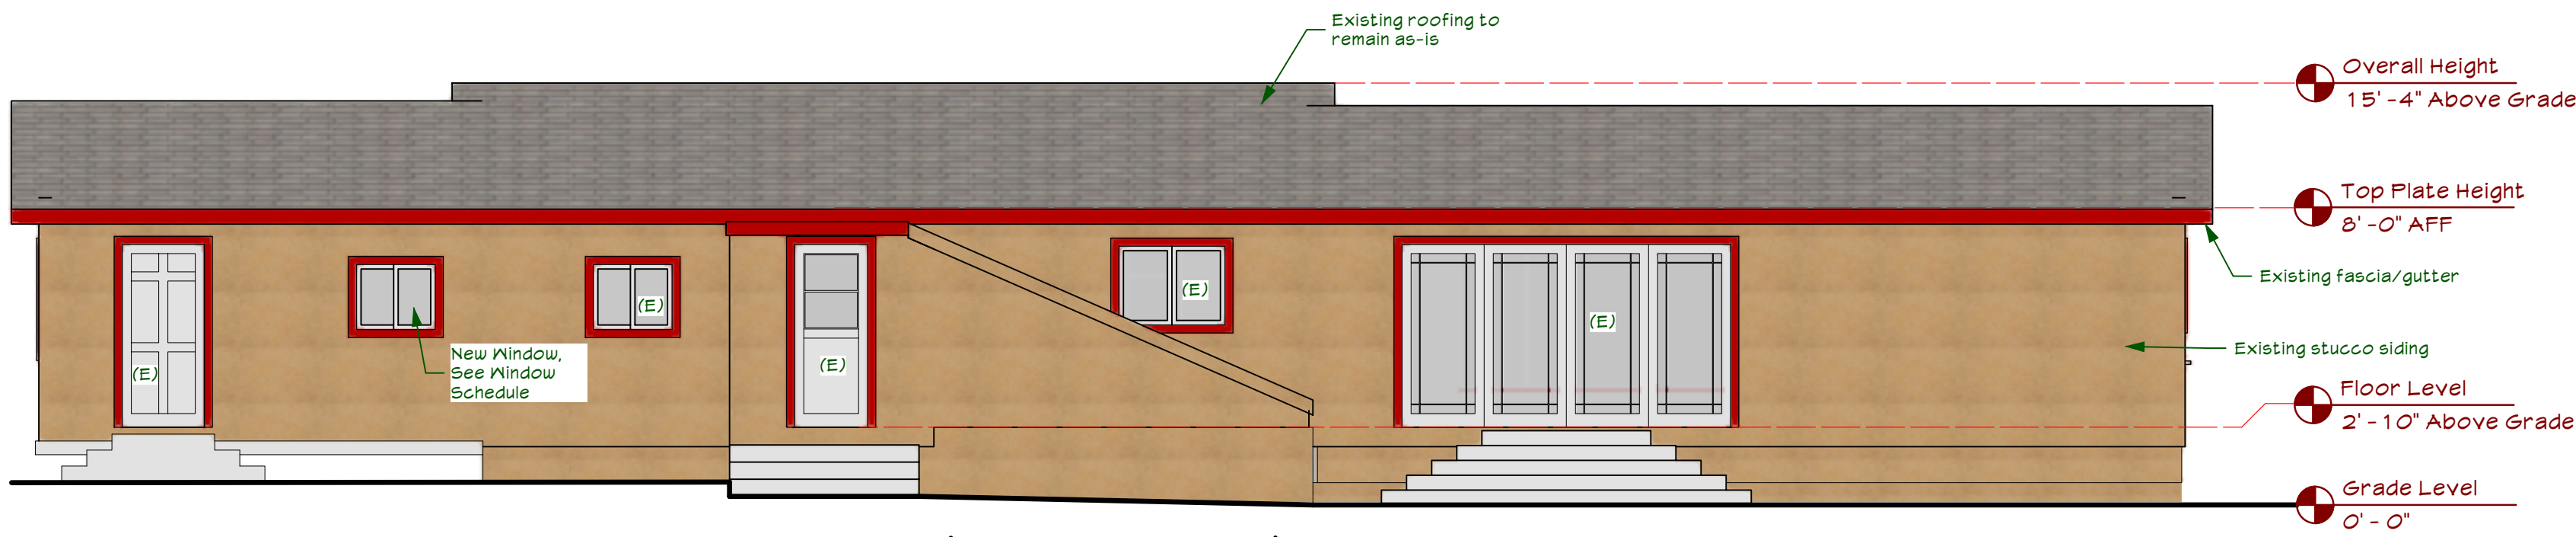 Existing roofing to
remain as-is
Overall Height
15'-4" Above Grade
Top Plate Height
8'-0" AFF
Existing fascia/gutter
(E)
(E)
(E)
(E)
New Window,
See Window
Schedule
(E)
Existing stucco siding
Floor Level
2'-10" Above Grade
Grade Level
0'-0"